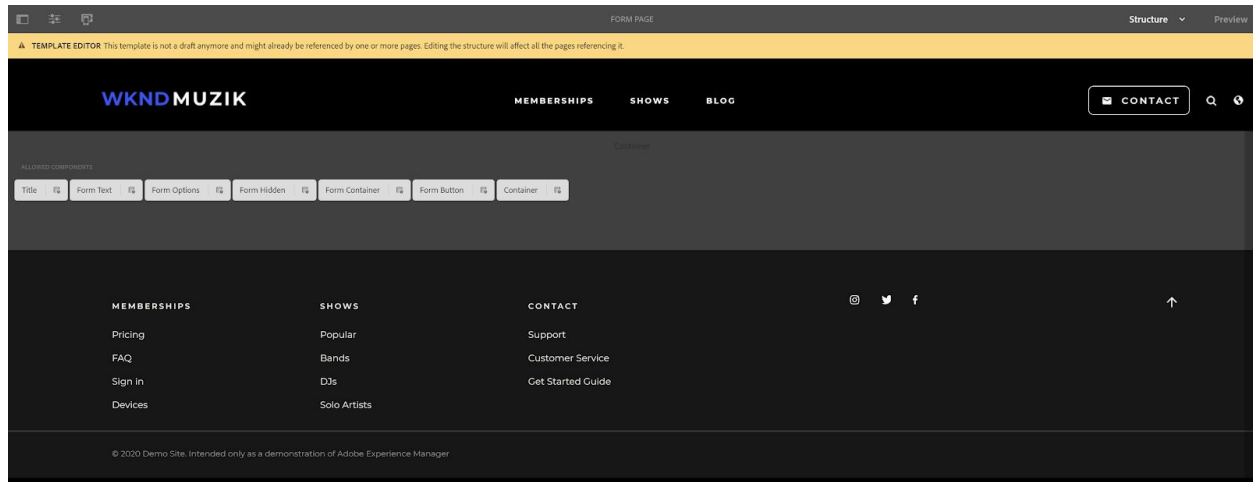 FORM PAGE
Structure
Preview
TEMPLATE EDITOR This template is not a draft anymore and might already be referenced by one or more pages. Editing the structure will affect all the pages referencing it.
WKNDMUZIK
MEMBERSHIPS SHOWS BLOG
CONTACT
Container
ALLOWED COMPONENTS
Title Form Text Form Options Form Hidden Form Container Form Button Container
MEMBERSHIPS
Pricing
FAQ
Sign in
Devices
SHOWS
Popular
Bands
DJs
Solo Artists
CONTACT
Support
Customer Service
Get Started Guide
© 2020 Demo Site. Intended only as a demonstration of Adobe Experience Manager